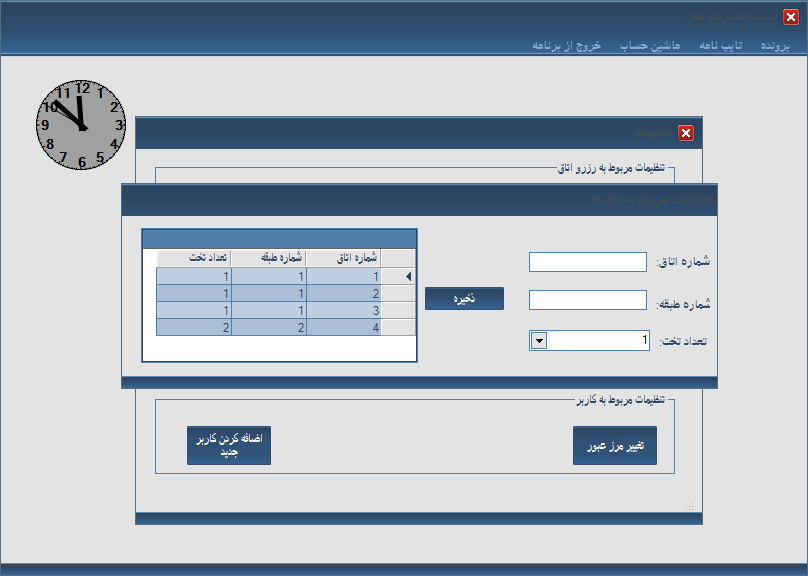 سیستم مدیریت هتل
پرونده تایپ نامه ماشین حساب خروج از برنامه
12
11 1
10 2
9 3
8 4
7 5
6
تنظیمات
تنظیمات مربوط به رزرو اتاق
اطلاعات مربوط به اتاق ها
شماره اتاق:
شماره طبقه:
تعداد تخت: 1
ذخیره
شماره اتاق شماره طبقه تعداد تخت
1 1 1
2 1 1
3 1 1
4 2 2
تنظیمات مربوط به کاربر
تغییر مرز عبور
اضافه کردن کاربر
جدید